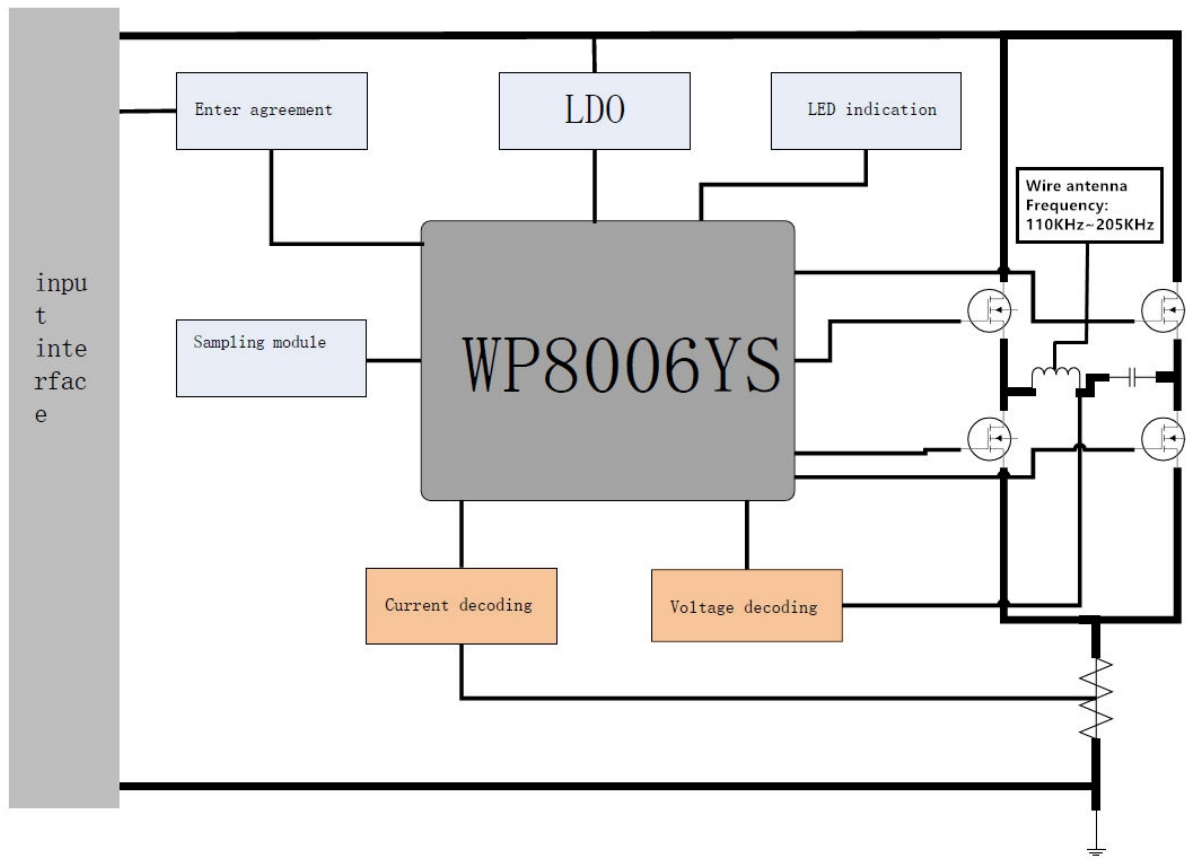 Enter agreement
LDO
LED indication
Wire antenna
Frequency:
110KHz~205KHz
inpu
t
inte
rfac
e
Sampling module
WP8006YS
Current decoding
Voltage decoding